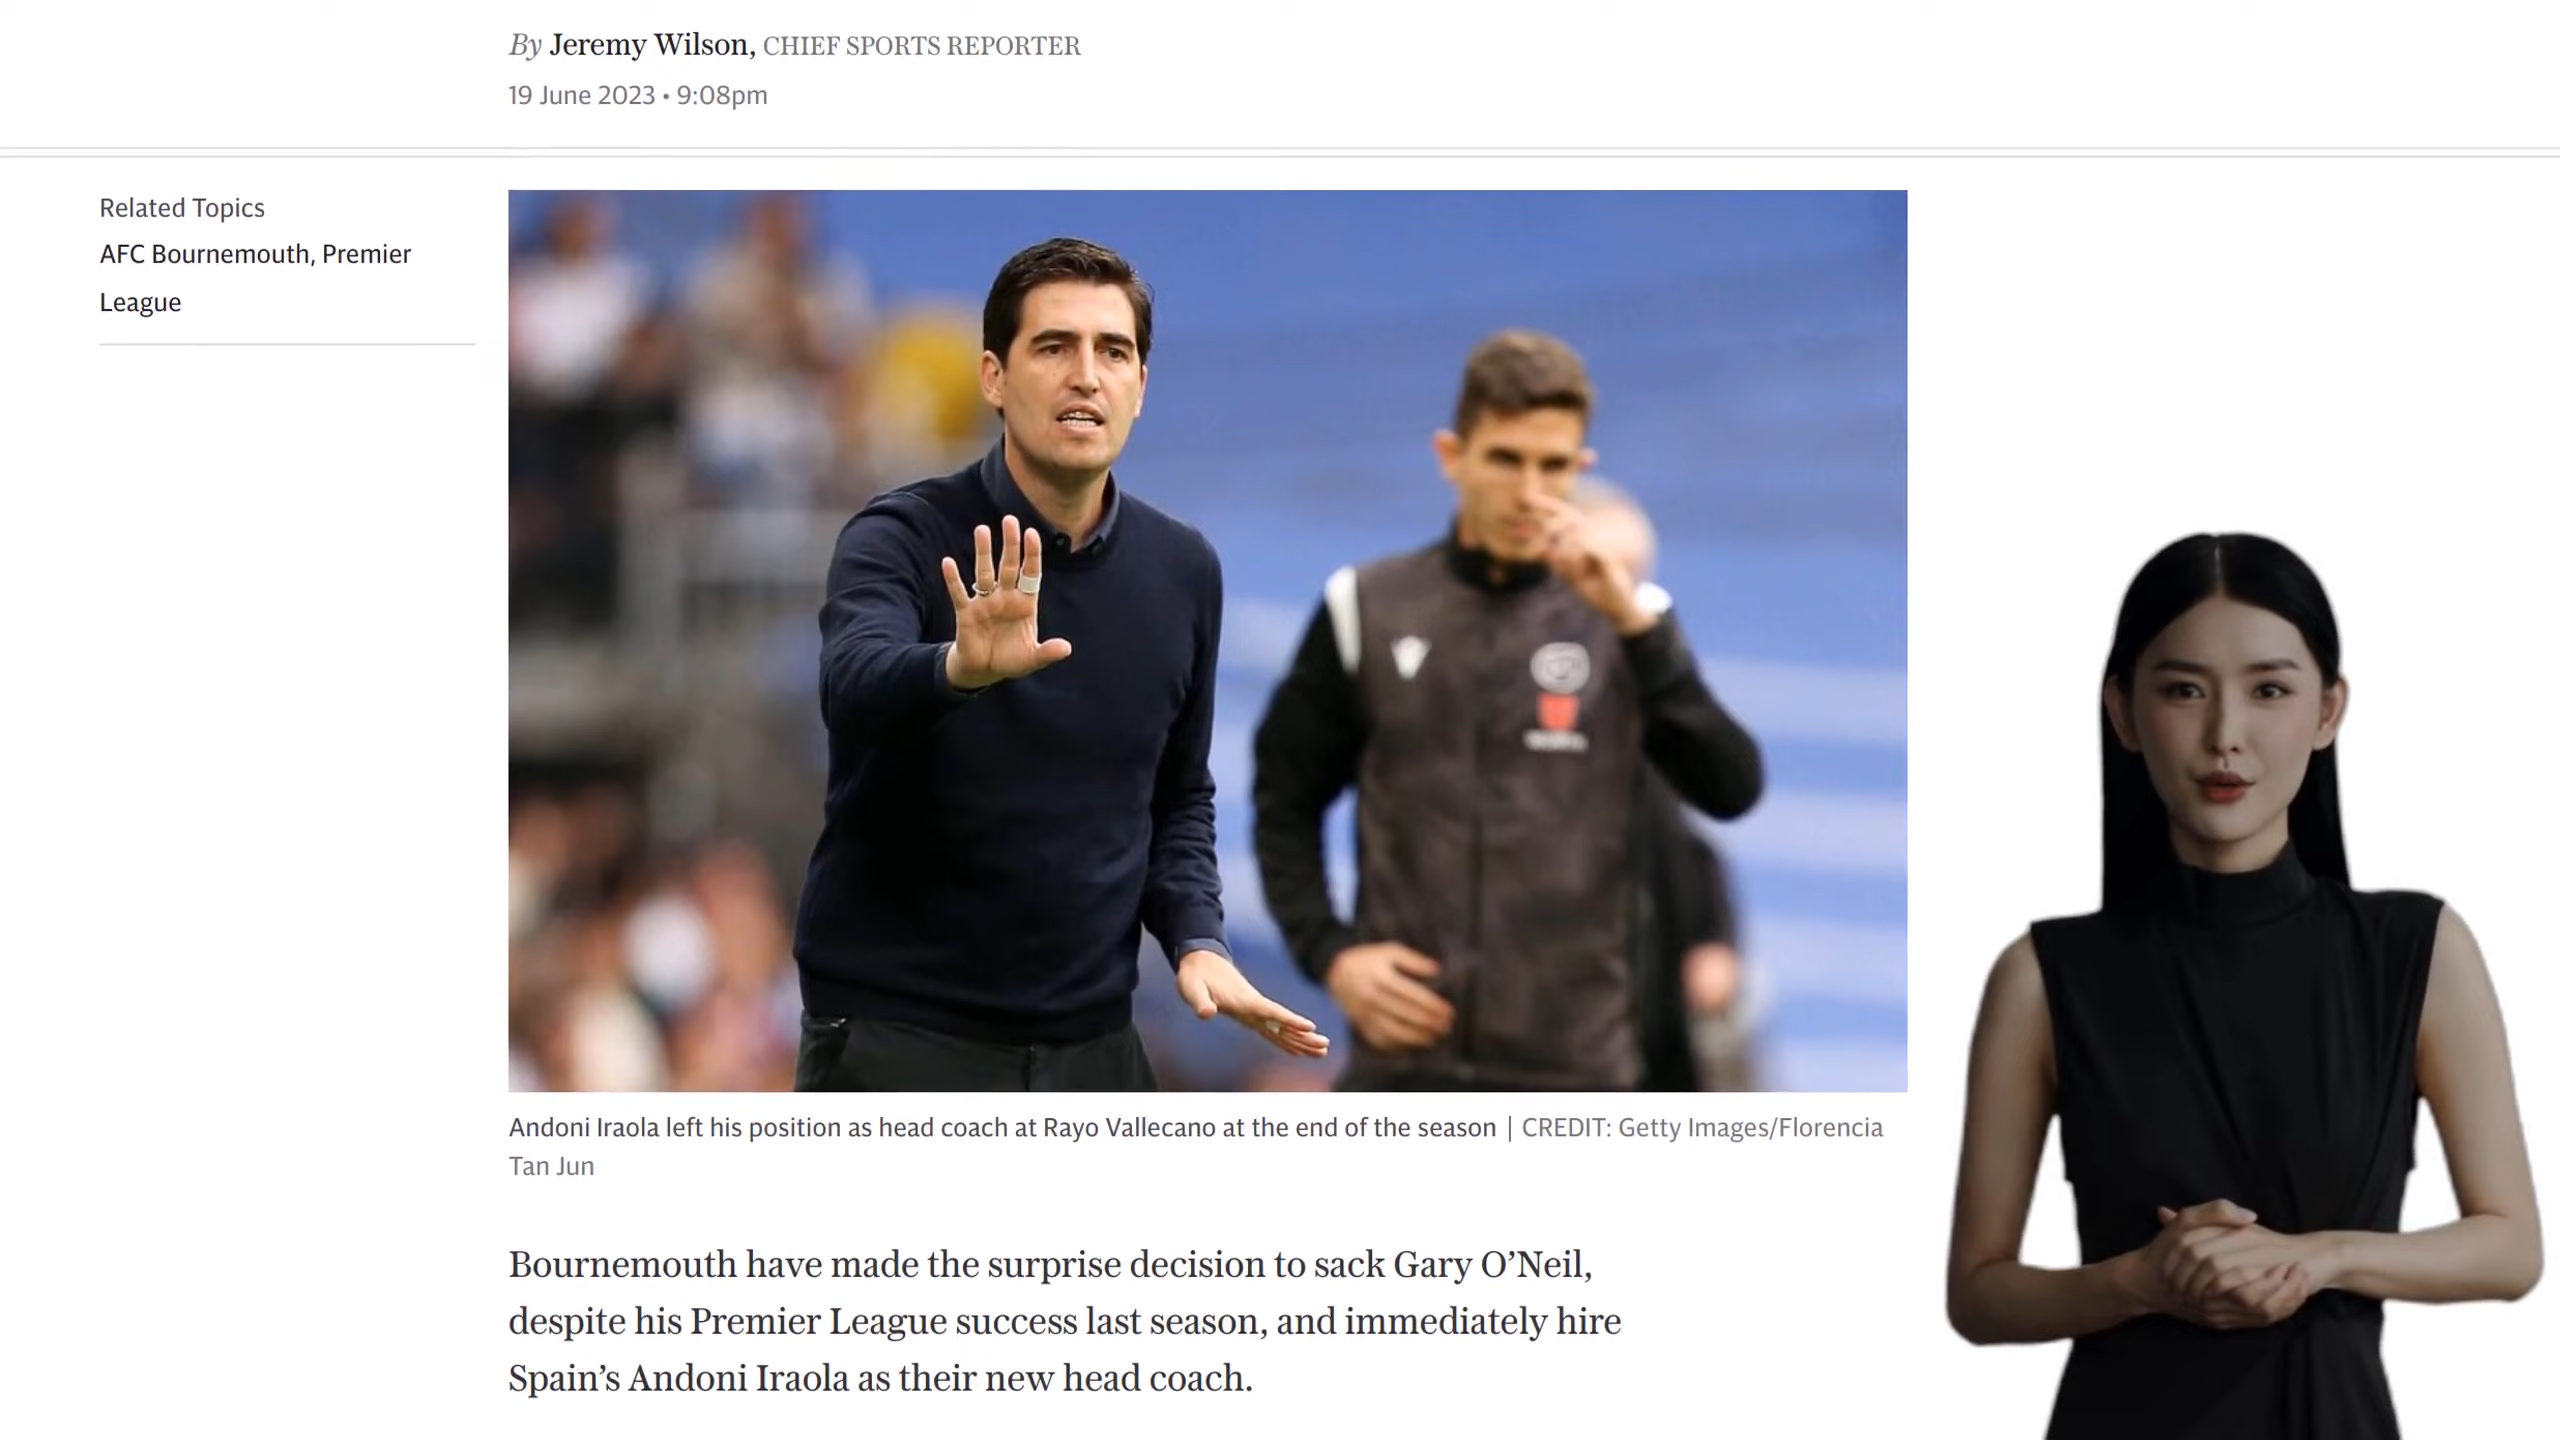 By Jeremy Wilson, CHIEF SPORTS REPORTER
19 June 2023 • 9:08pm
Related Topics
AFC Bournemouth, Premier
League
Andoni Iraola left his position as head coach at Rayo Vallecano at the end of the season | CREDIT: Getty Images/Florencia
Tan Jun
Bournemouth have made the surprise decision to sack Gary O’Neil,
despite his Premier League success last season, and immediately hire
Spain’s Andoni Iraola as their new head coach.